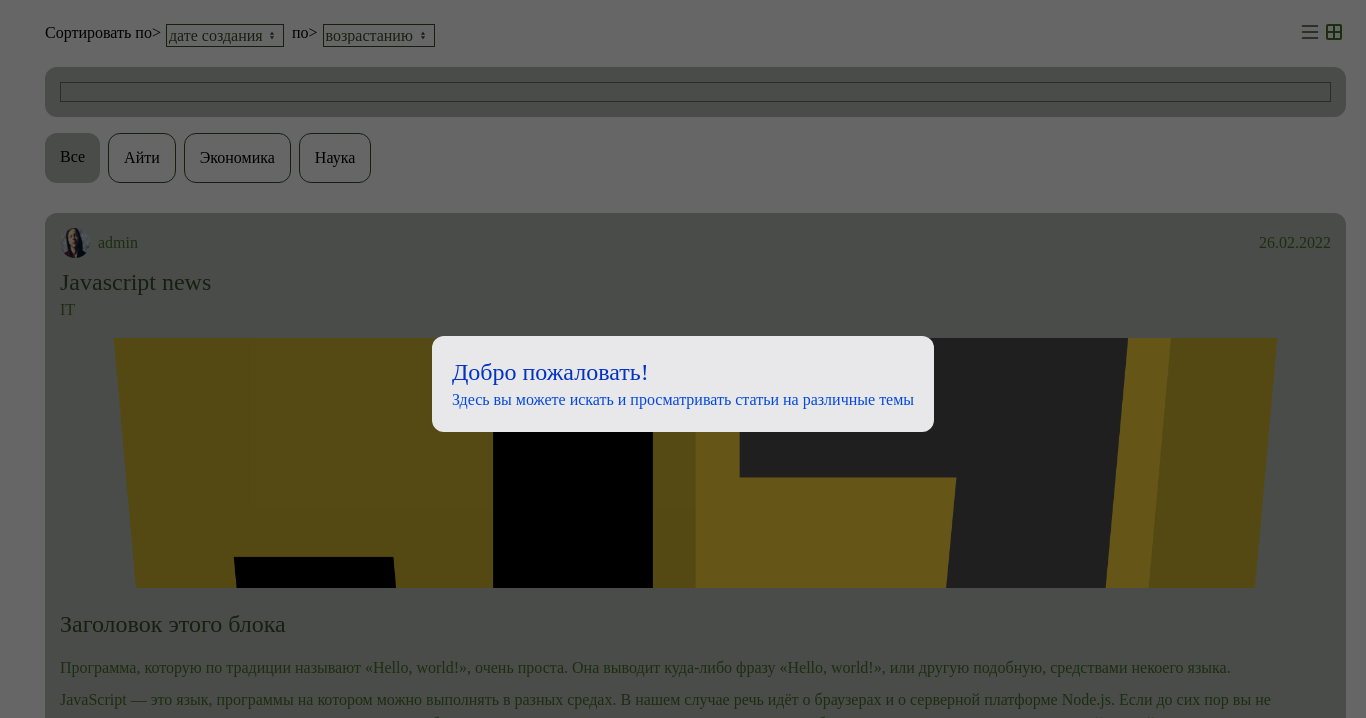 Сортировать по> дате создания по> возрастанию
Все Айти Экономика Наука
admin 26.02.2022
Javascript news
IT
Добро пожаловать!
Здесь вы можете искать и просматривать статьи на различные темы
Заголовок этого блока
Программа, которую по традиции называют «Hello, world!», очень проста. Она выводит куда-либо фразу «Hello, world!», или другую подобную, средствами некоего языка.
JavaScript — это язык, программы на котором можно выполнять в разных средах. В нашем случае речь идёт о браузерах и о серверной платформе Node.js. Если до сих пор вы не